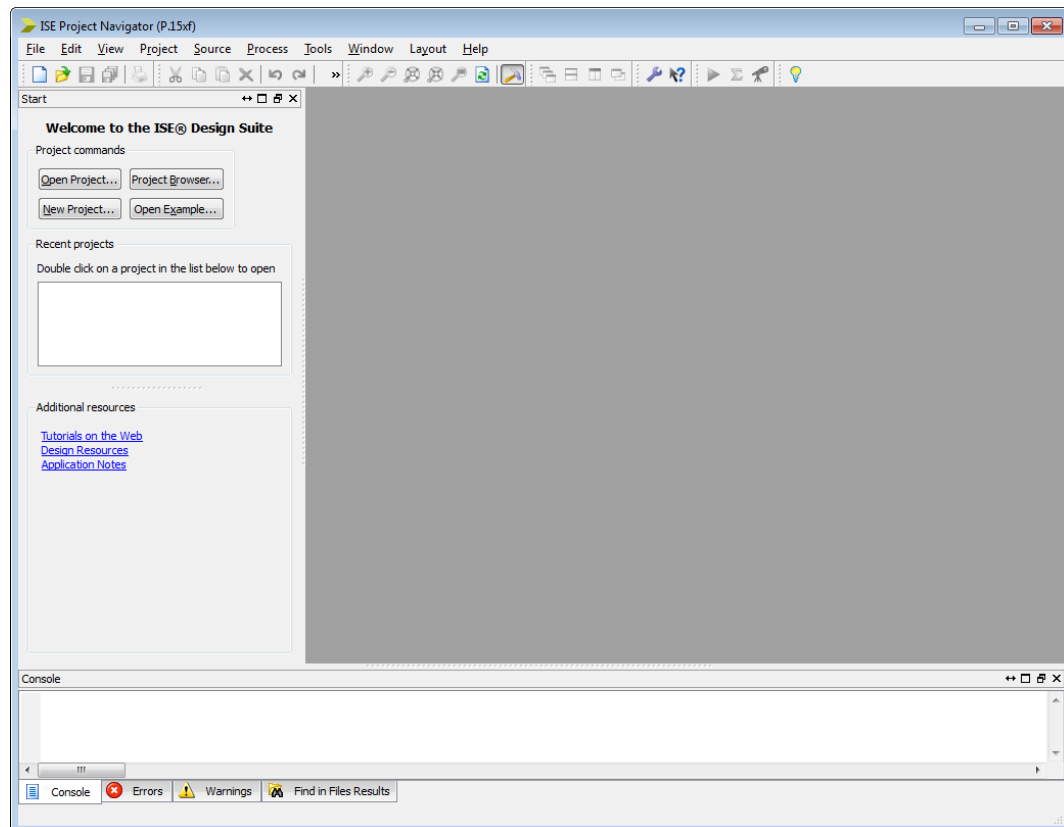 ISE Project Navigator (P.15xf)
File Edit View Project Source Process Tools Window Layout Help
Start
Welcome to the ISE® Design Suite
Project commands
Open Project... Project Browser...
New Project... Open Example...
Recent projects
Double click on a project in the list below to open
Additional resources
Tutorials on the Web
Design Resources
Application Notes
Console
Console Errors Warnings Find in Files Results